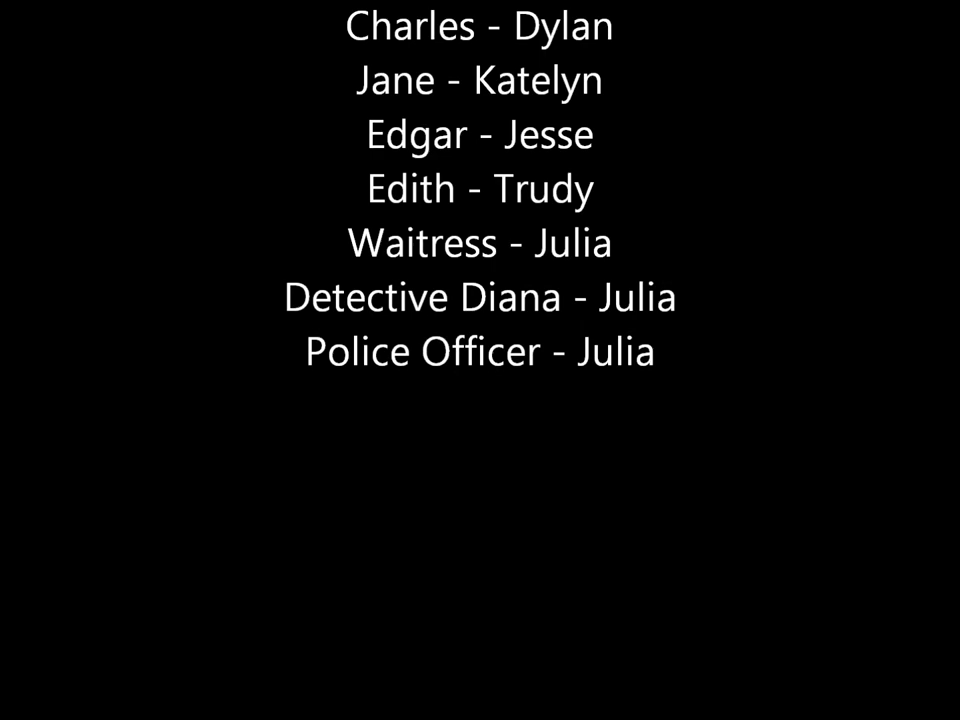 Charles - Dylan
Jane - Katelyn
Edgar - Jesse
Edith - Trudy
Waitress - Julia
Detective Diana - Julia
Police Officer - Julia